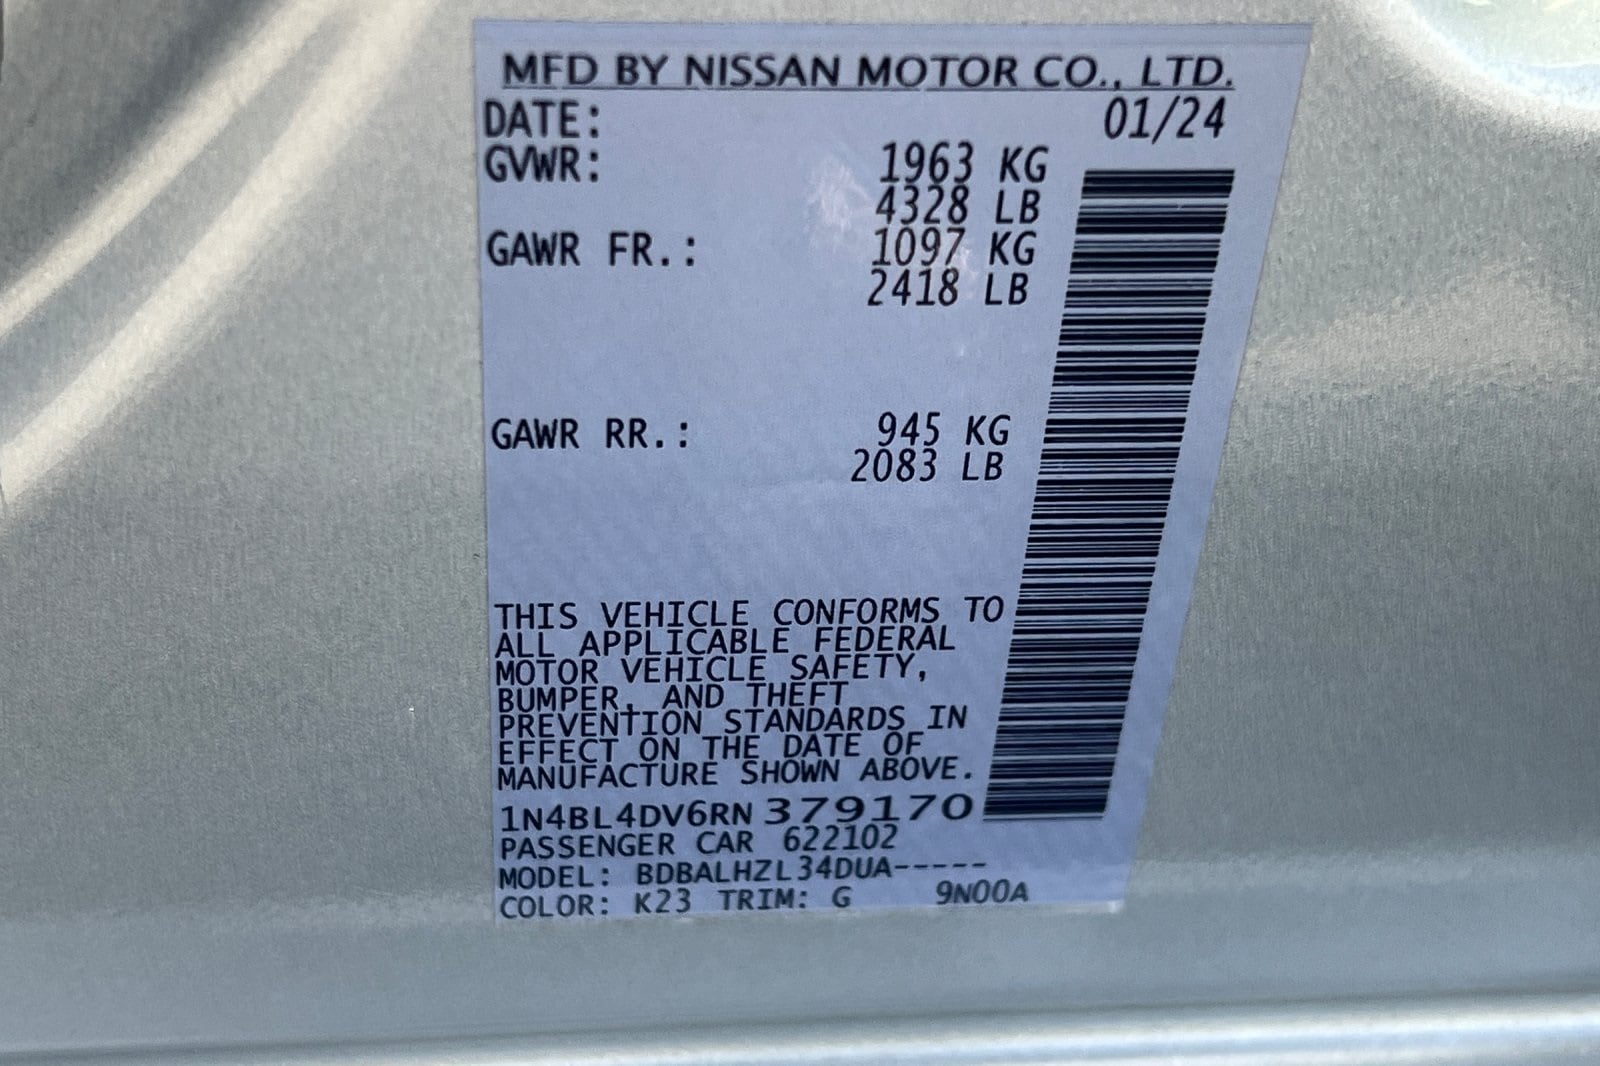 MFD BY NISSAN MOTOR CO., LTD.
DATE: 01/24
GVWR: 1963 KG
4328 LB
GAWR FR.: 1097 KG
2418 LB
GAWR RR.: 945 KG
2083 LB
THIS VEHICLE CONFORMS TO
ALL APPLICABLE FEDERAL
MOTOR VEHICLE SAFETY,
BUMPER, AND THEFT
PREVENTION STANDARDS IN
EFFECT ON THE DATE OF
MANUFACTURE SHOWN ABOVE.
1N4BL4DV6RN 379170
PASSENGER CAR 622102
MODEL: BDBALHZL34DUA-----
COLOR: K23 TRIM: G 9N00A